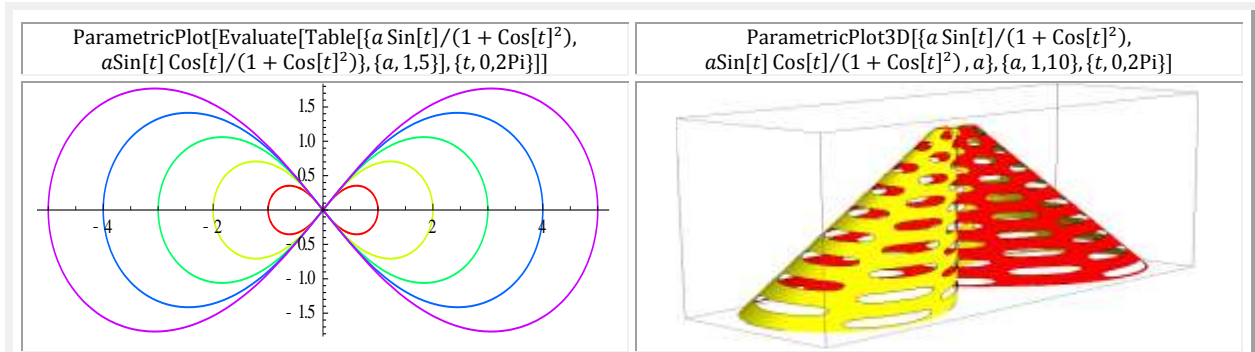 ParametricPlot[Evaluate[Table[{a Sin[t]/(1 + Cos[t]²),
aSin[t] Cos[t]/(1 + Cos[t]²)},{a, 1,5}],{t, 0,2Pi}]]
ParametricPlot3D[{a Sin[t]/(1 + Cos[t]²),
aSin[t] Cos[t]/(1 + Cos[t]²) , a},{a, 1,10},{t, 0,2Pi}]
1.5
1.0
0.5
- 4 - 2 2 4
- 0.5
- 1.0
- 1.5